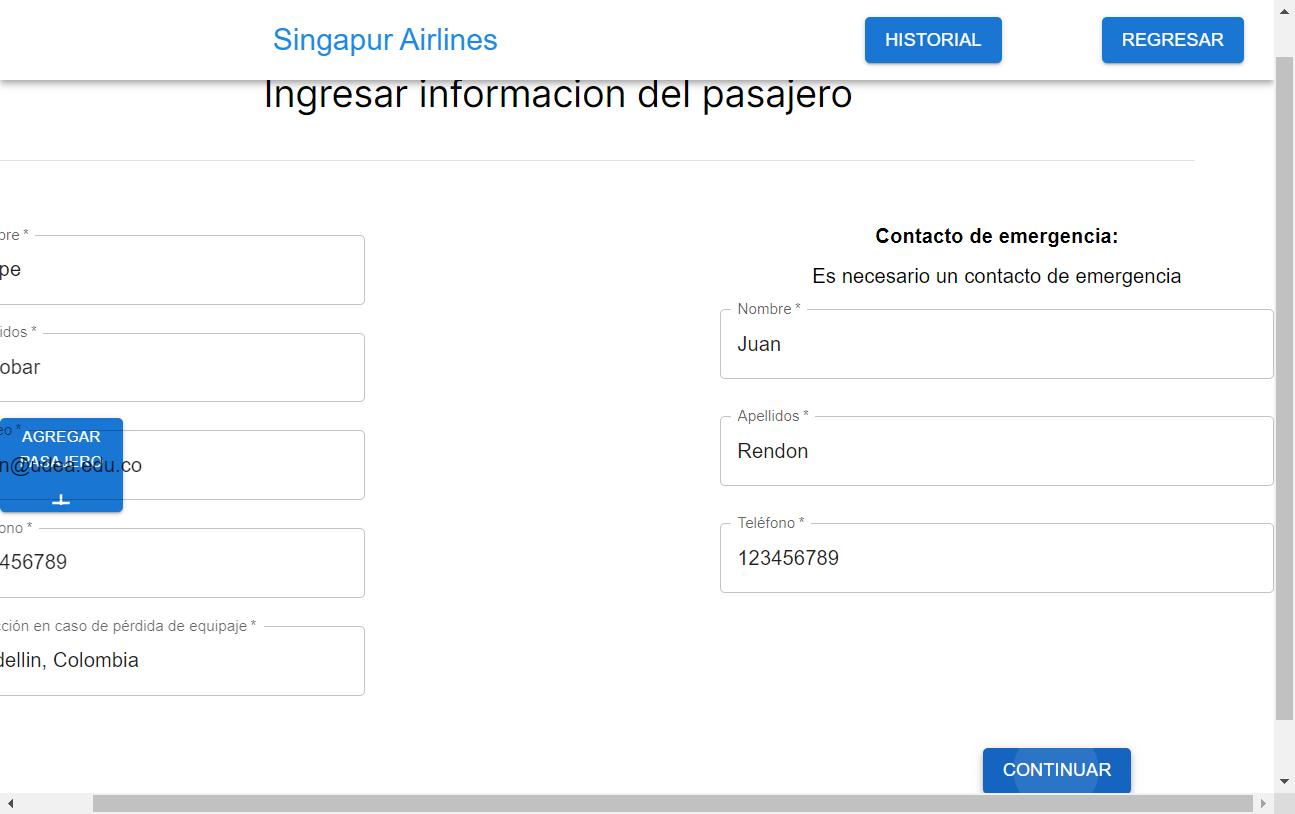 Singapur Airlines
HISTORIAL
REGRESAR
Ingresar informacion del pasajero
bre *
pe
idos *
obar
eo *
AGREGAR
PASAJERO
n@udea.edu.co
+
ono *
456789
ción en caso de pérdida de equipaje *
dellin, Colombia
Contacto de emergencia:
Es necesario un contacto de emergencia
Nombre *
Juan
Apellidos *
Rendon
Teléfono *
123456789
CONTINUAR